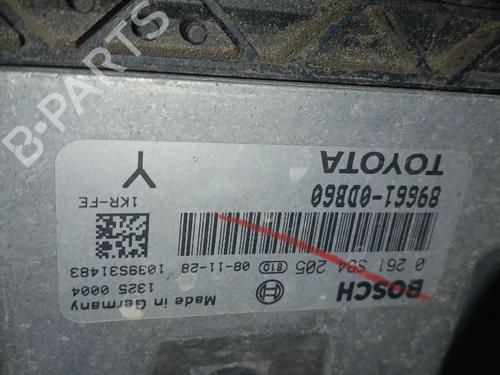 TOYOTA
89661-0DB60
Y
1KR-FE
0 261 S04 205 810 08-11-28
1039S31483
BOSCH
1325 0004
Made in Germany
B-PARTS